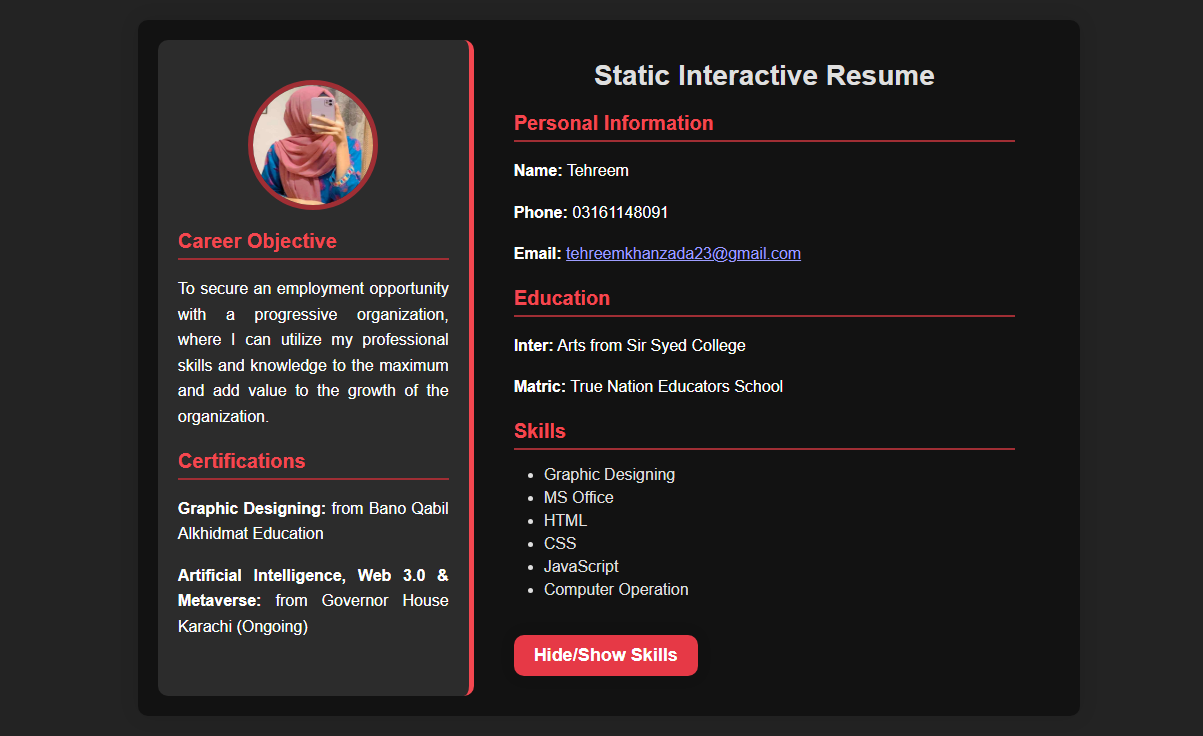 Static Interactive Resume
Career Objective
To secure an employment opportunity
with a progressive organization,
where I can utilize my professional
skills and knowledge to the maximum
and add value to the growth of the
organization.
Certifications
Graphic Designing: from Bano Qabil
Alkhidmat Education
Artificial Intelligence, Web 3.0 &
Metaverse: from Governor House
Karachi (Ongoing)
Personal Information
Name: Tehreem
Phone: 03161148091
Email: tehreemkhanzada23@gmail.com
Education
Inter: Arts from Sir Syed College
Matric: True Nation Educators School
Skills
• Graphic Designing
• MS Office
• HTML
• CSS
• JavaScript
• Computer Operation
Hide/Show Skills